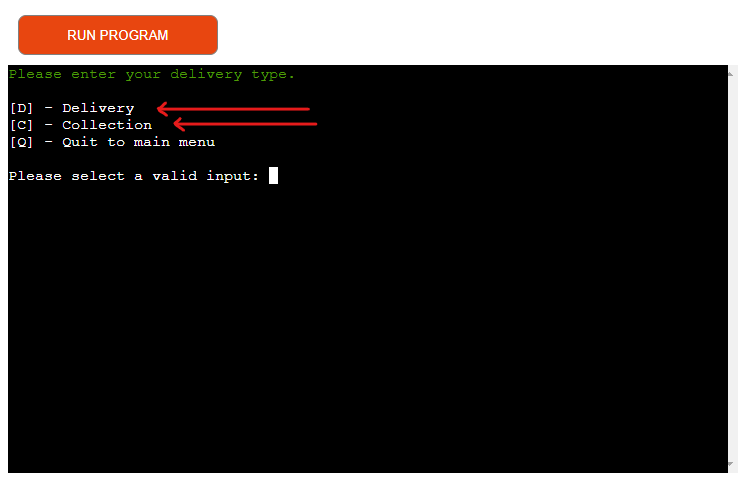 RUN PROGRAM
Please enter your delivery type.
[D] - Delivery
[C] - Collection
[Q] - Quit to main menu
Please select a valid input: